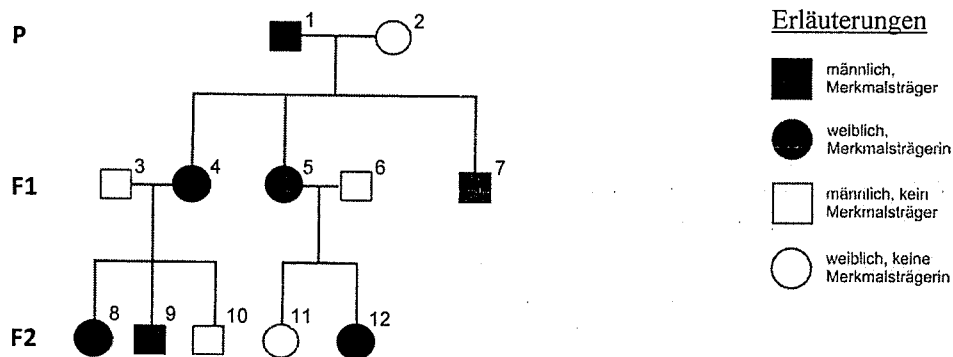 P
1
2
Erläuterungen
männlich,
Merkmalsträger
weiblich,
Merkmalsträgerin
F1
3
4
5
6
7
männlich, kein
Merkmalsträger
weiblich, keine
Merkmalsträgerin
F2
8
9
10
11
12